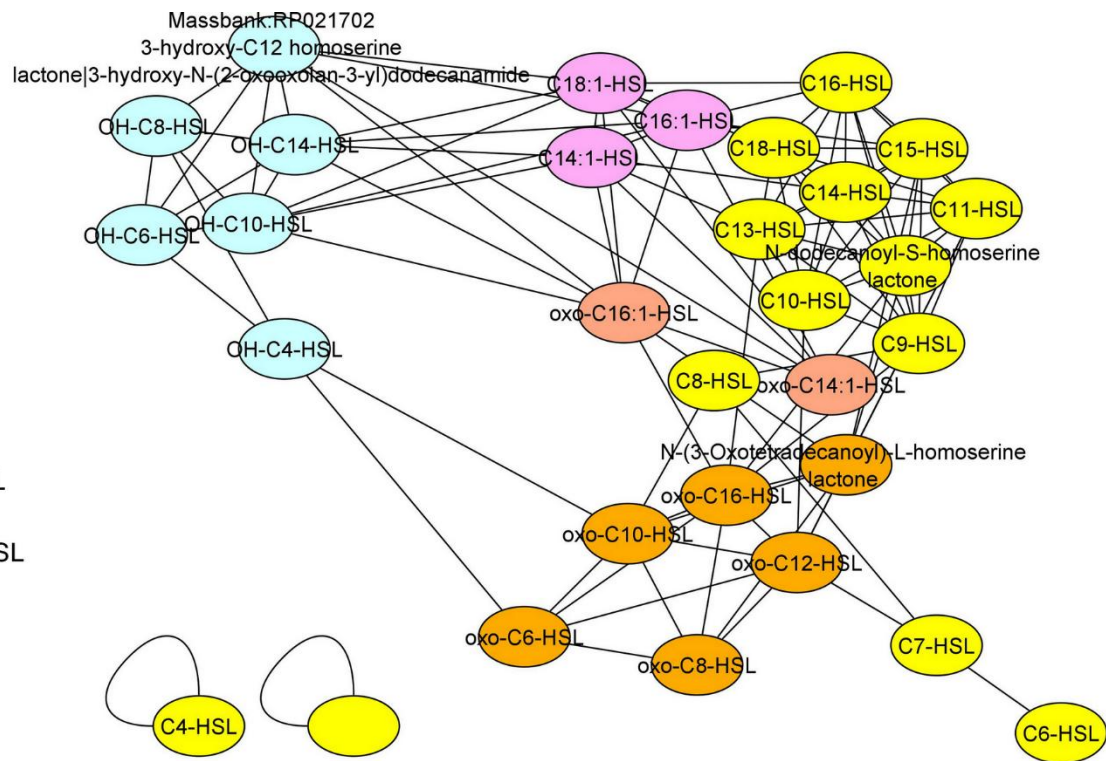 Massbank:RP021702
3-hydroxy-C12 homoserine
lactone|3-hydroxy-N-(2-oxooxolan-3-yl)dodecanamide
C18:1-HSL
C16-HSL
OH-C8-HSL
C16:1-HSL
OH-C14-HSL
C14:1-HSL
C18-HSL
C15-HSL
C14-HSL
C11-HSL
OH-C6-HSL
OH-C10-HSL
C13-HSL
N-dodecanoyl-S-homoserine
lactone
C10-HSL
oxo-C16:1-HSL
OH-C4-HSL
C9-HSL
C8-HSL
oxo-C14:1-HSL
N-(3-Oxotetradecanoyl)-L-homoserine
lactone
oxo-C16-HSL
oxo-C10-HSL
SL
oxo-C12-HSL
oxo-C6-HSL
oxo-C8-HSL
C7-HSL
C4-HSL
C6-HSL